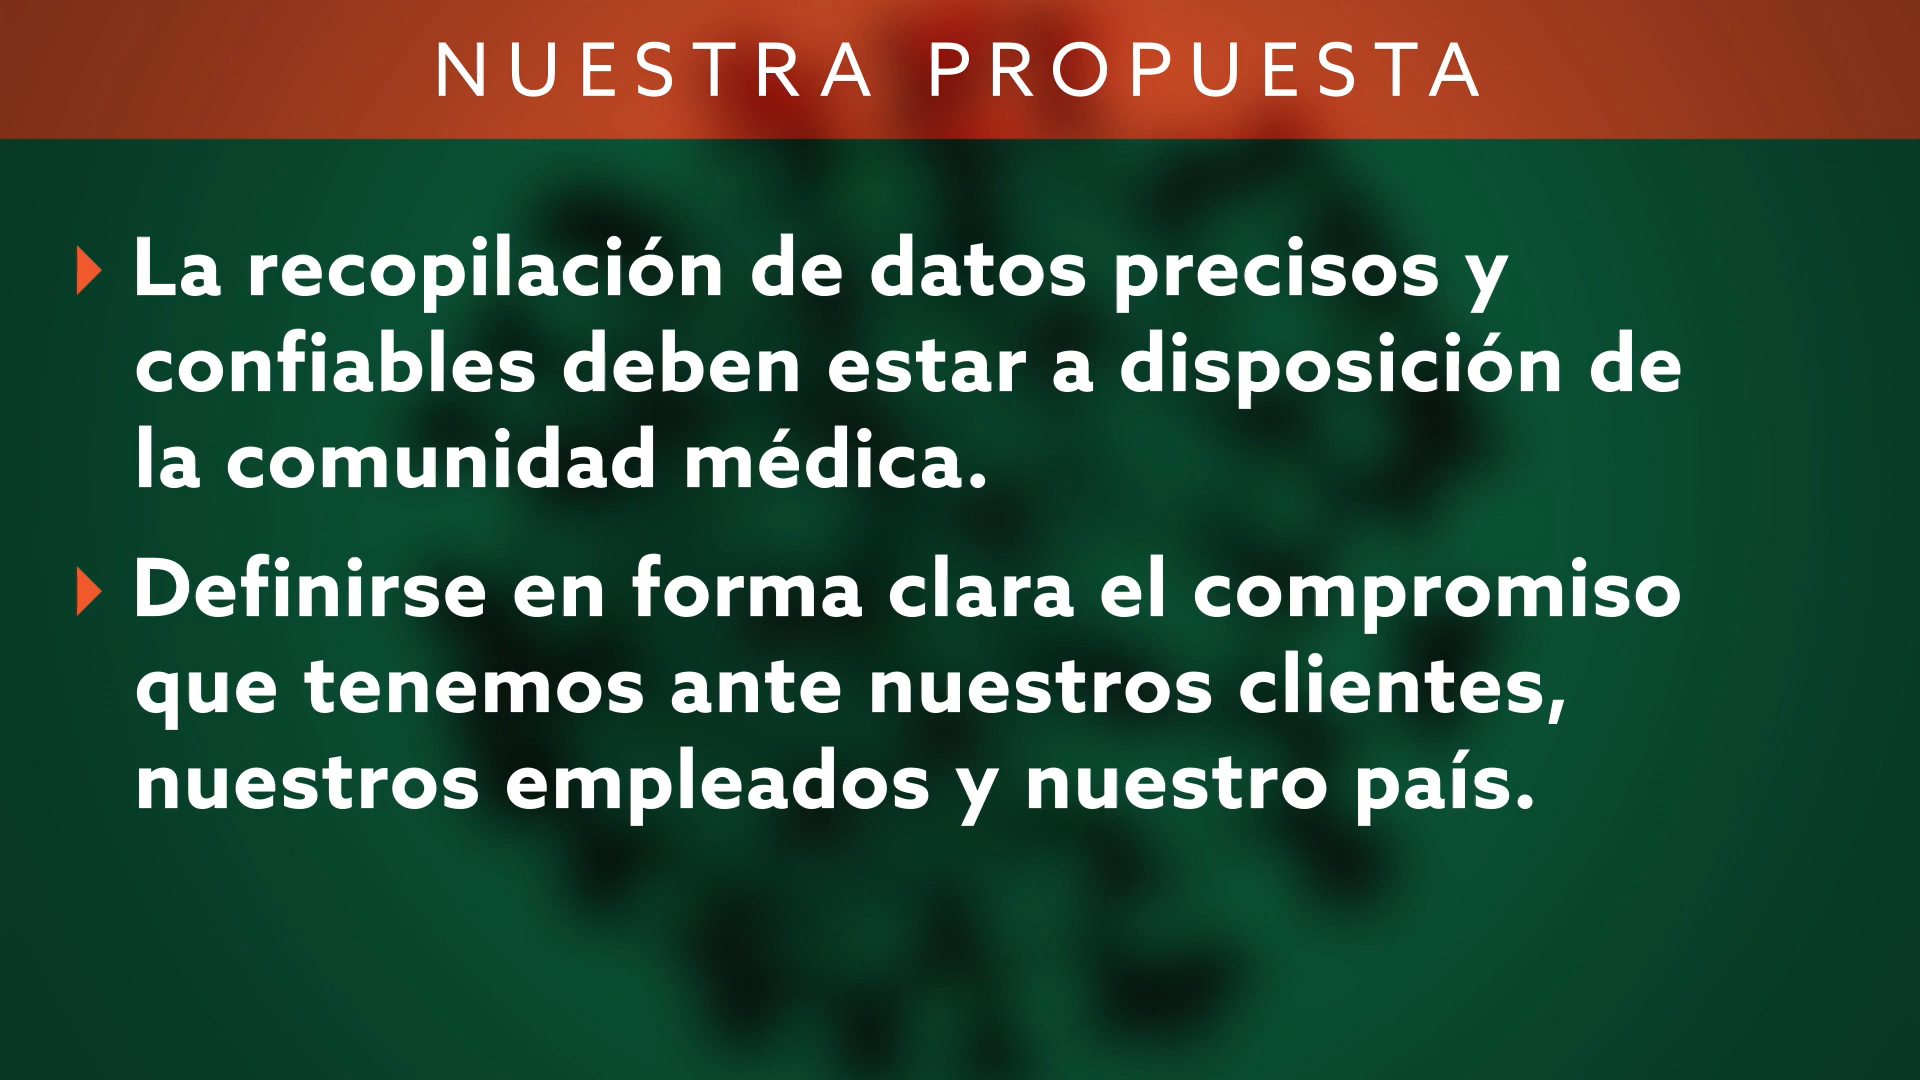 NUESTRA PROPUESTA
La recopilación de datos precisos y
confiables deben estar a disposición de
la comunidad médica.
Definirse en forma clara el compromiso
que tenemos ante nuestros clientes,
nuestros empleados y nuestro país.